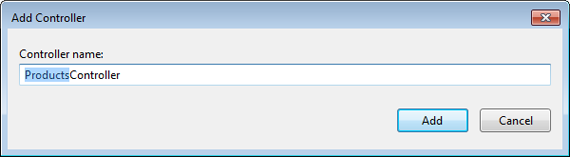 Add Controller
Controller name:
ProductsController
Add
Cancel